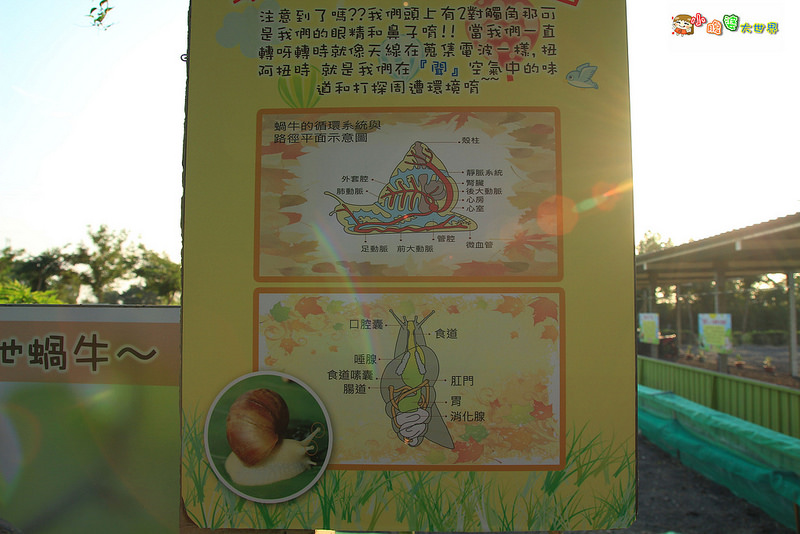 注意到了嗎??我們頭上有2對觸角那可
是我們的眼精和鼻子唷!! 當我們一直
轉呀轉時就像天線在蒐集電波一樣,扭
阿扭時 就是我們在『聞』空氣中的味
道和打探周遭環境唷~~
蝸牛的循環系統與
路徑平面示意圖
殼柱
靜脈系統
腎臟
後大動脈
心房
心室
外套腔
肺動脈
足動脈 前大動脈 管腔 微血管
口腔囊
食道
唾腺
食道嗉囊
腸道
肛門
胃
消化腺
蝸牛～
大世界